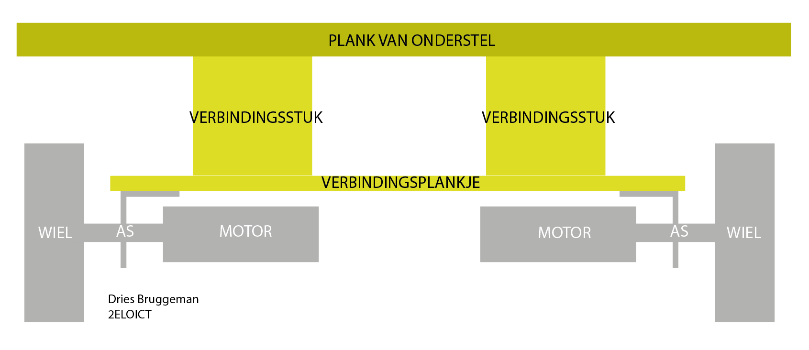 PLANK VAN ONDERSTEL
VERBINDINGSSTUK VERBINDINGSSTUK
VERBINDINGSPLANKJE
WIEL AS MOTOR MOTOR AS WIEL
Dries Bruggeman
2ELOICT